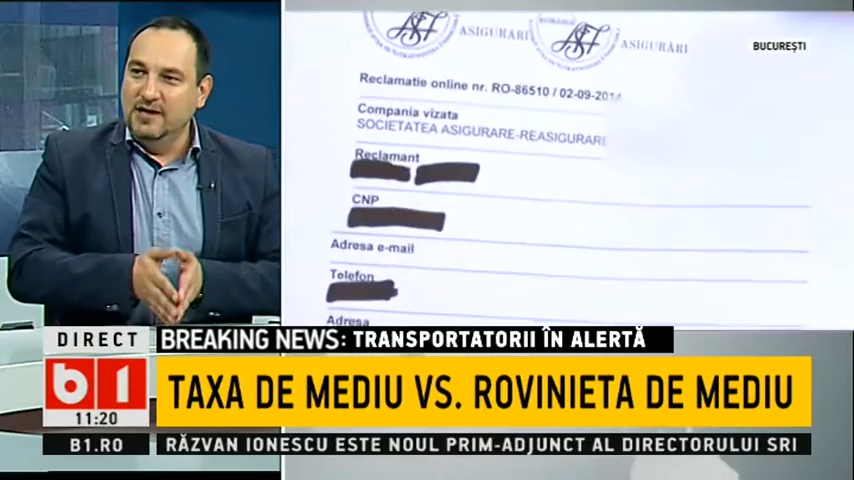 ASF
ASIGURĂRI
ASF
ASIGURĂRI
BUCUREȘTI
Reclamatie online nr. RO-86510 / 02-09-2014
Compania vizata
SOCIETATEA ASIGURARE-REASIGURARE
Reclamant
CNP
Adresa e-mail
Telefon
Adresa
DIRECT
BREAKING NEWS: TRANSPORTATORII ÎN ALERTĂ
b1
TAXA DE MEDIU VS. ROVINIETA DE MEDIU
11:20
B1.RO
RĂZVAN IONESCU ESTE NOUL PRIM-ADJUNCT AL DIRECTORULUI SRI